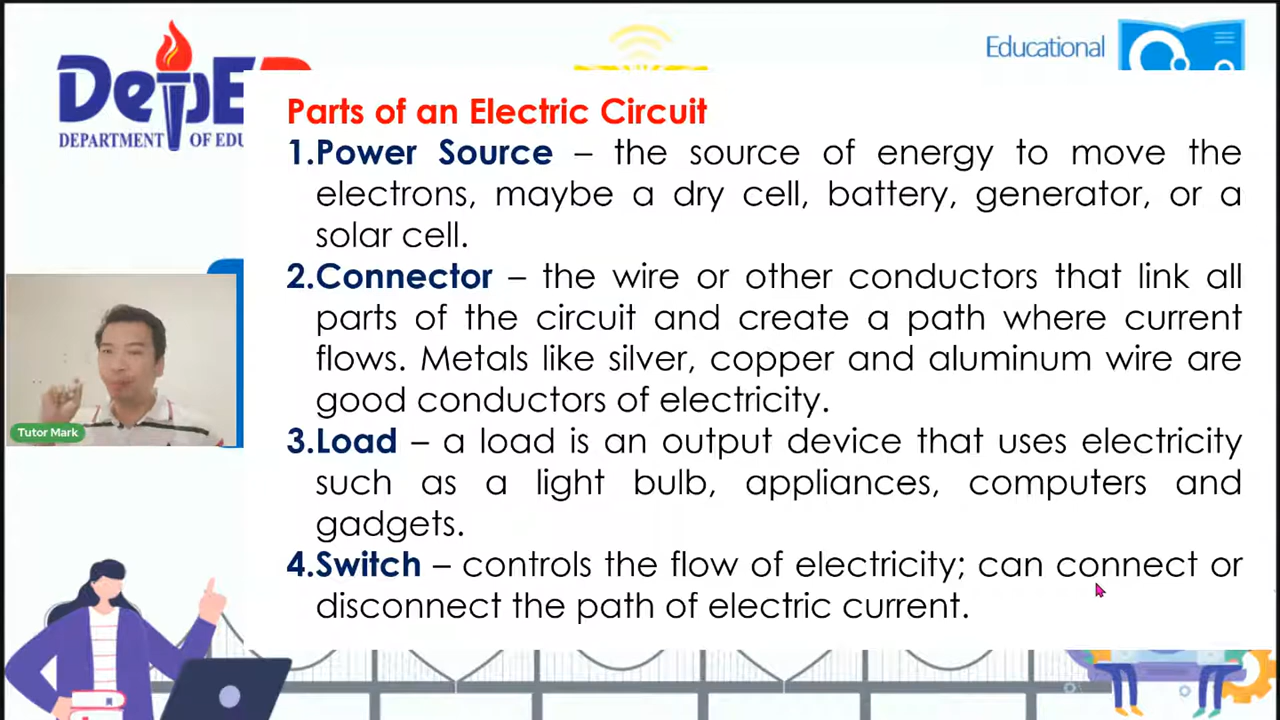 DepE
DEPARTMENT OF EDU
Educational
Parts of an Electric Circuit
1.Power Source – the source of energy to move the
electrons, maybe a dry cell, battery, generator, or a
solar cell.
2.Connector – the wire or other conductors that link all
parts of the circuit and create a path where current
flows. Metals like silver, copper and aluminum wire are
good conductors of electricity.
3.Load – a load is an output device that uses electricity
such as a light bulb, appliances, computers and
gadgets.
4.Switch – controls the flow of electricity; can connect or
disconnect the path of electric current.
Tutor Mark